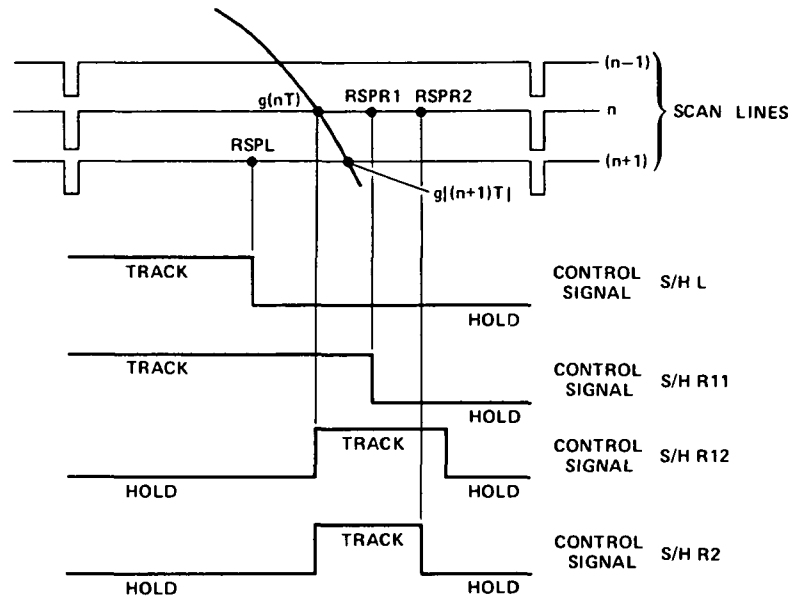 (n−1)
g(nT) RSPR1 RSPR2
n SCAN LINES
RSPL
(n+1)
g|(n+1)T|
TRACK
CONTROL SIGNAL S/H L
HOLD
TRACK
CONTROL SIGNAL S/H R11
HOLD
TRACK
CONTROL SIGNAL S/H R12
HOLD HOLD
TRACK
CONTROL SIGNAL S/H R2
HOLD HOLD